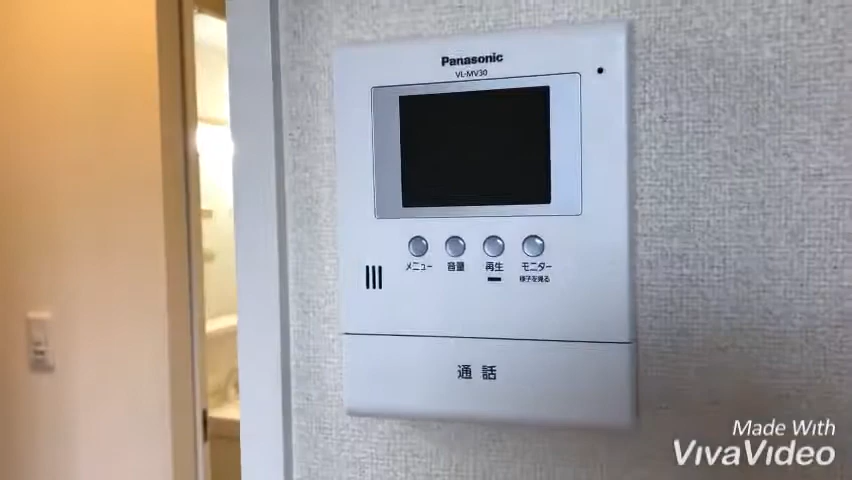 Panasonic
VL-MV30
メニュー 音量 再生 モニター
様子を見る
通話
Made With
VivaVideo